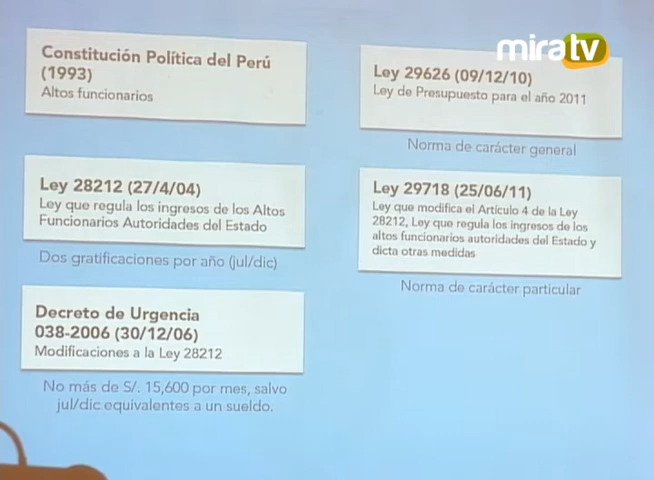 miratv
Constitución Política del Perú
(1993)
Altos funcionarios
Ley 28212 (27/4/04)
Ley que regula los ingresos de los Altos
Funcionarios Autoridades del Estado
Dos gratificaciones por año (jul/dic)
Decreto de Urgencia
038-2006 (30/12/06)
Modificaciones a la Ley 28212
No más de S/. 15,600 por mes, salvo
jul/dic equivalentes a un sueldo.
Ley 29626 (09/12/10)
Ley de Presupuesto para el año 2011
Norma de carácter general
Ley 29718 (25/06/11)
Ley que modifica el Artículo 4 de la Ley
28212, Ley que regula los ingresos de los
altos funcionarios autoridades del Estado y
dicta otras medidas
Norma de carácter particular